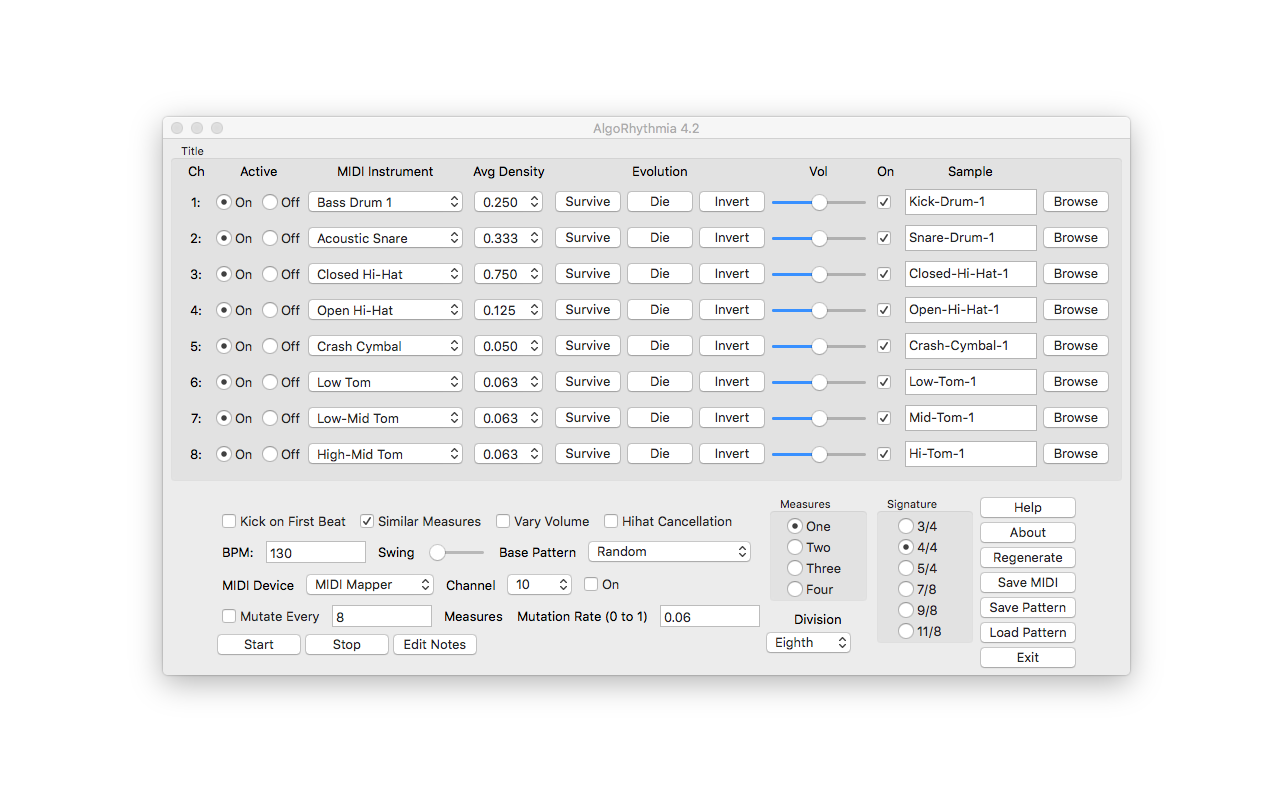 AlgoRhythmia 4.2
Title
Ch Active MIDI Instrument Avg Density Evolution Vol On Sample
1: On Off Bass Drum 1 0.250 Survive Die Invert Kick-Drum-1 Browse
2: On Off Acoustic Snare 0.333 Survive Die Invert Snare-Drum-1 Browse
3: On Off Closed Hi-Hat 0.750 Survive Die Invert Closed-Hi-Hat-1 Browse
4: On Off Open Hi-Hat 0.125 Survive Die Invert Open-Hi-Hat-1 Browse
5: On Off Crash Cymbal 0.050 Survive Die Invert Crash-Cymbal-1 Browse
6: On Off Low Tom 0.063 Survive Die Invert Low-Tom-1 Browse
7: On Off Low-Mid Tom 0.063 Survive Die Invert Mid-Tom-1 Browse
8: On Off High-Mid Tom 0.063 Survive Die Invert Hi-Tom-1 Browse
Kick on First Beat Similar Measures Vary Volume Hihat Cancellation
BPM: 130 Swing Base Pattern Random
MIDI Device MIDI Mapper Channel 10 On
Mutate Every 8 Measures Mutation Rate (0 to 1) 0.06
Start Stop Edit Notes
Measures
One
Two
Three
Four
Division
Eighth
Signature
3/4
4/4
5/4
7/8
9/8
11/8
Help
About
Regenerate
Save MIDI
Save Pattern
Load Pattern
Exit